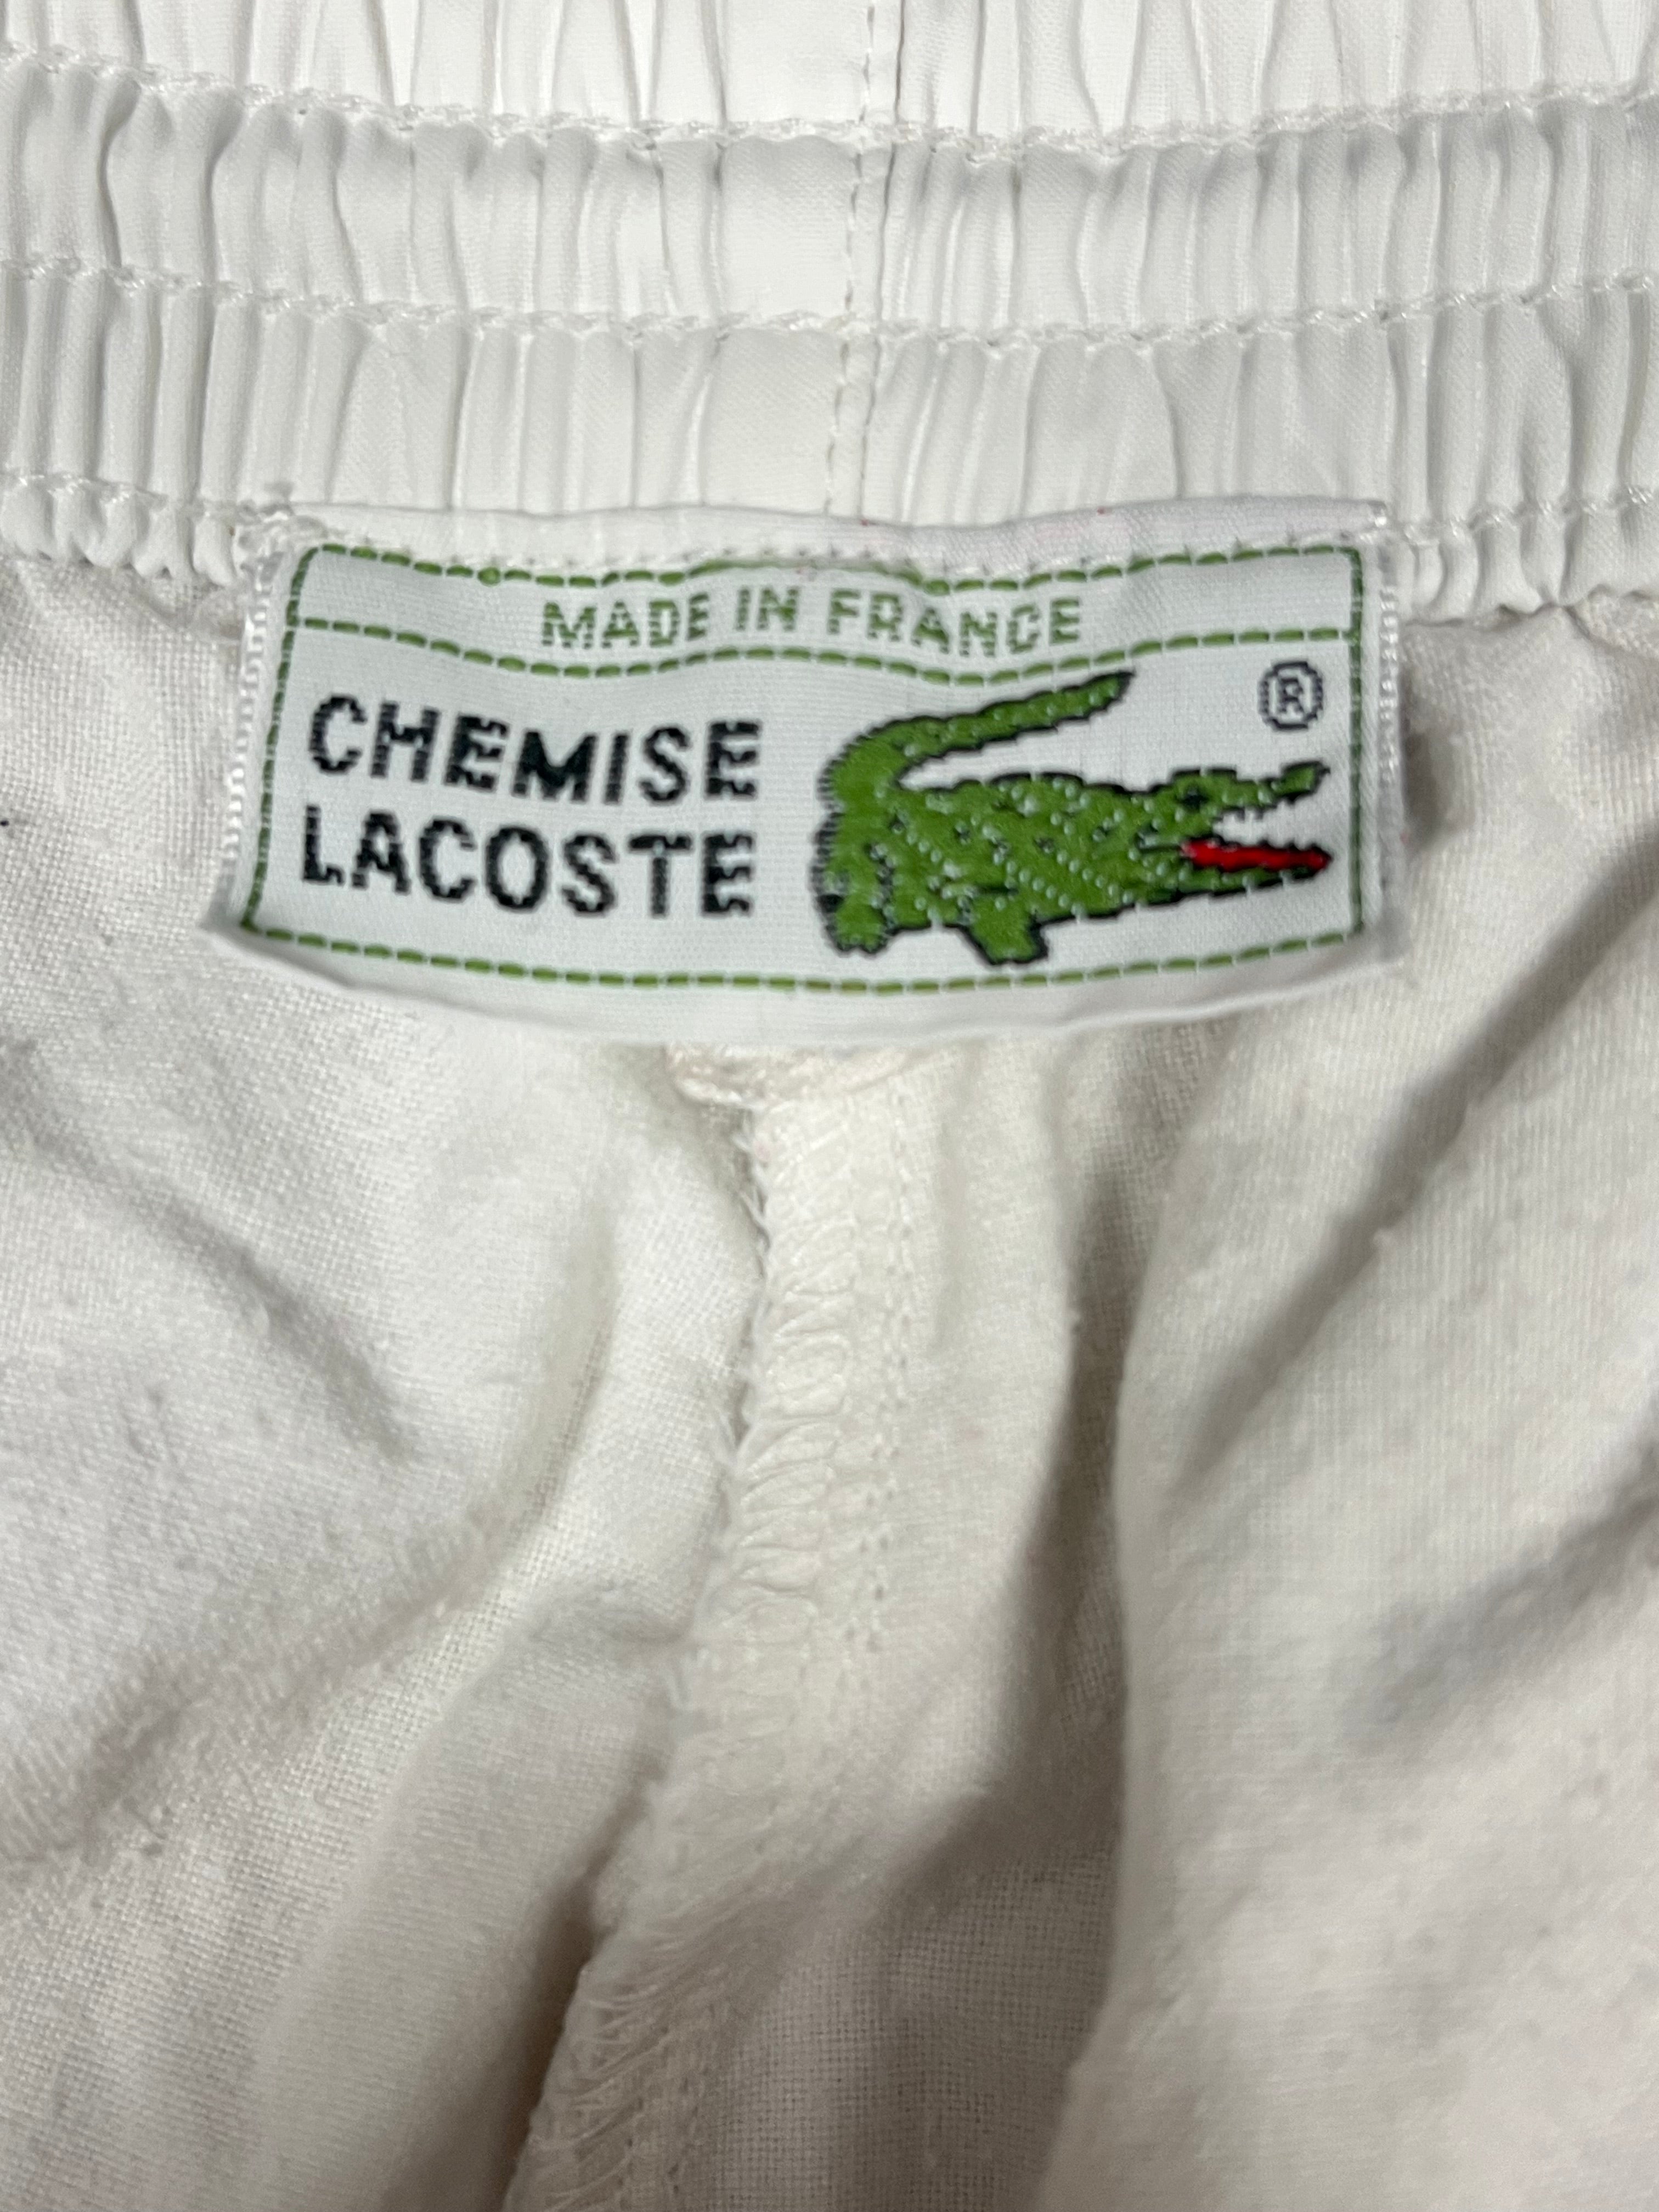 MADE IN FRANCE
CHEMISE
LACOSTE
®